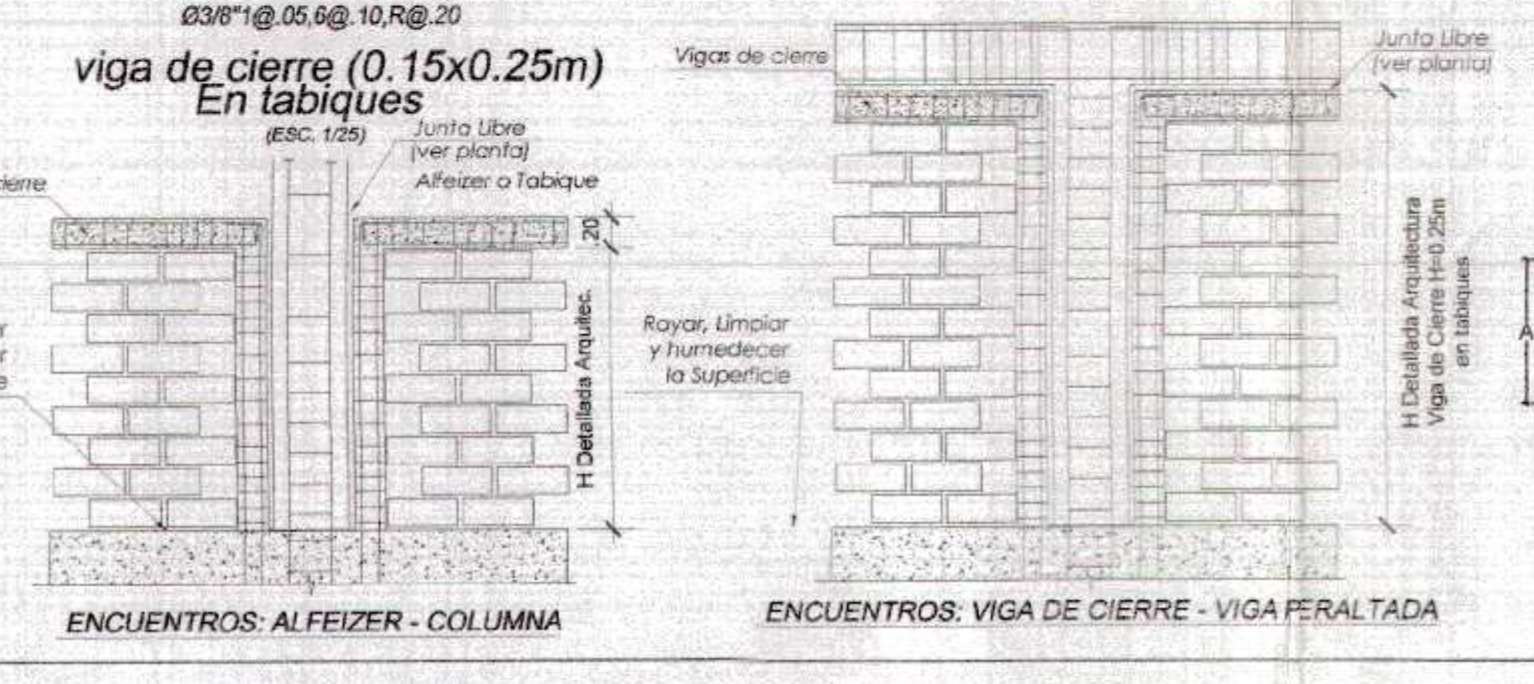 Ø3/8"1@.05,6@.10,R@.20
viga de cierre (0.15x0.25m)
En tabiques
(ESC. 1/25)
Junta Libre
(ver planta)
Alfeizer o Tabique
cierre
20
H Detallada Arquitec.
ENCUENTROS: ALFEIZER - COLUMNA
Vigas de cierre
Junta Libre
(ver planta)
Rayar, Limpiar
y humedecer
la Superficie
H Detallada Arquitectura
Viga de Cierre H=0.25m
en tabiques
A
ENCUENTROS: VIGA DE CIERRE - VIGA PERALTADA